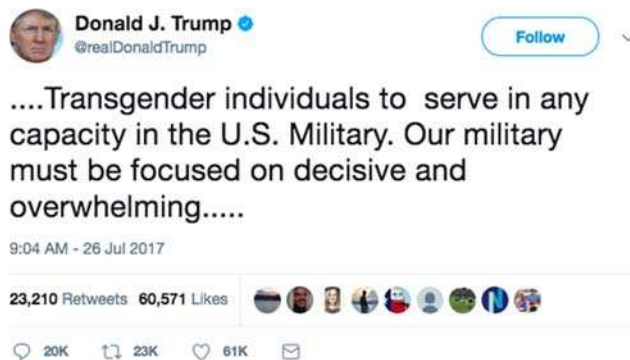 Donald J. Trump
@realDonaldTrump
Follow
....Transgender individuals to serve in any
capacity in the U.S. Military. Our military
must be focused on decisive and
overwhelming.....
9:04 AM - 26 Jul 2017
23,210 Retweets 60,571 Likes
20K 23K 61K